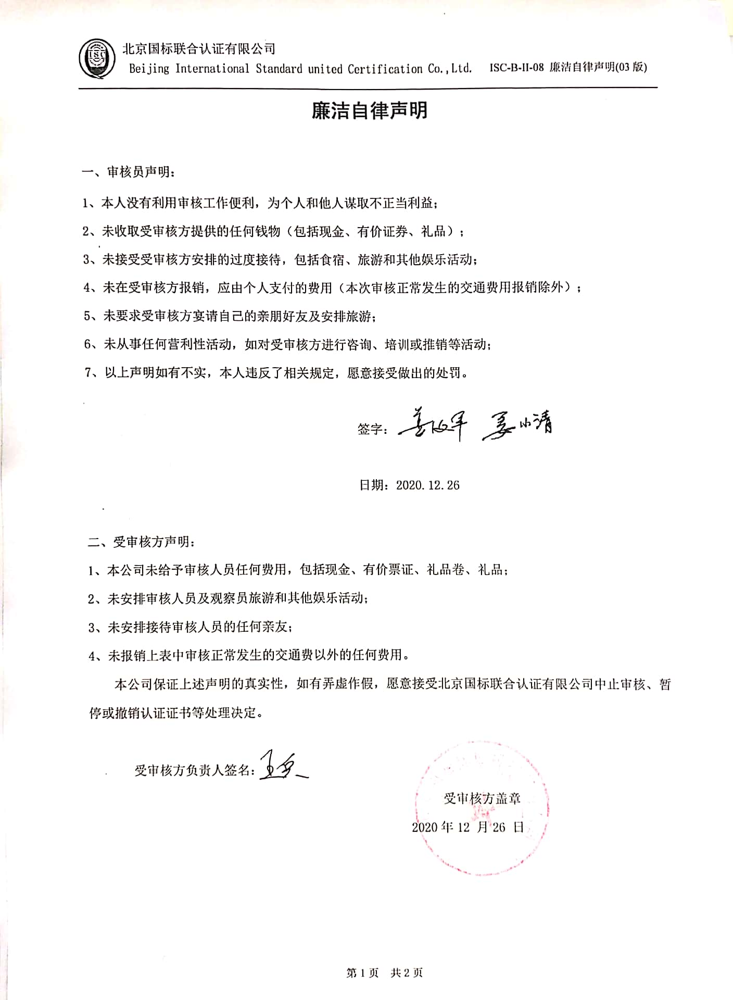 ISC
北京国标联合认证有限公司
Beijing International Standard united Certification Co.,Ltd. ISC-B-II-08 廉洁自律声明(03版)
廉洁自律声明
一、审核员声明：
1、本人没有利用审核工作便利，为个人和他人谋取不正当利益；
2、未收取受审核方提供的任何钱物（包括现金、有价证券、礼品）；
3、未接受受审核方安排的过度接待，包括食宿、旅游和其他娱乐活动；
4、未在受审核方报销，应由个人支付的费用（本次审核正常发生的交通费用报销除外）；
5、未要求受审核方宴请自己的亲朋好友及安排旅游；
6、未从事任何营利性活动，如对受审核方进行咨询、培训或推销等活动；
7、以上声明如有不实，本人违反了相关规定，愿意接受做出的处罚。
签字： 姜小清
日期：2020.12.26
二、受审核方声明：
1、本公司未给予审核人员任何费用，包括现金、有价票证、礼品卷、礼品；
2、未安排审核人员及观察员旅游和其他娱乐活动；
3、未安排接待审核人员的任何亲友；
4、未报销上表中审核正常发生的交通费以外的任何费用。
本公司保证上述声明的真实性，如有弄虚作假，愿意接受北京国标联合认证有限公司中止审核、暂
停或撤销认证证书等处理决定。
受审核方负责人签名：
受审核方盖章
2020年12月26日
第1页 共2页